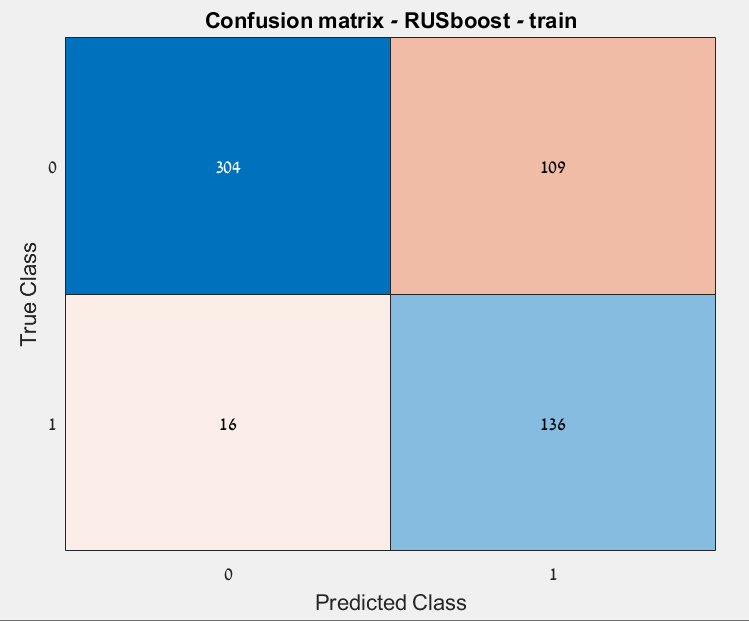 Confusion matrix - RUSboost - train
0
304
109
True Class
1
16
136
0
1
Predicted Class